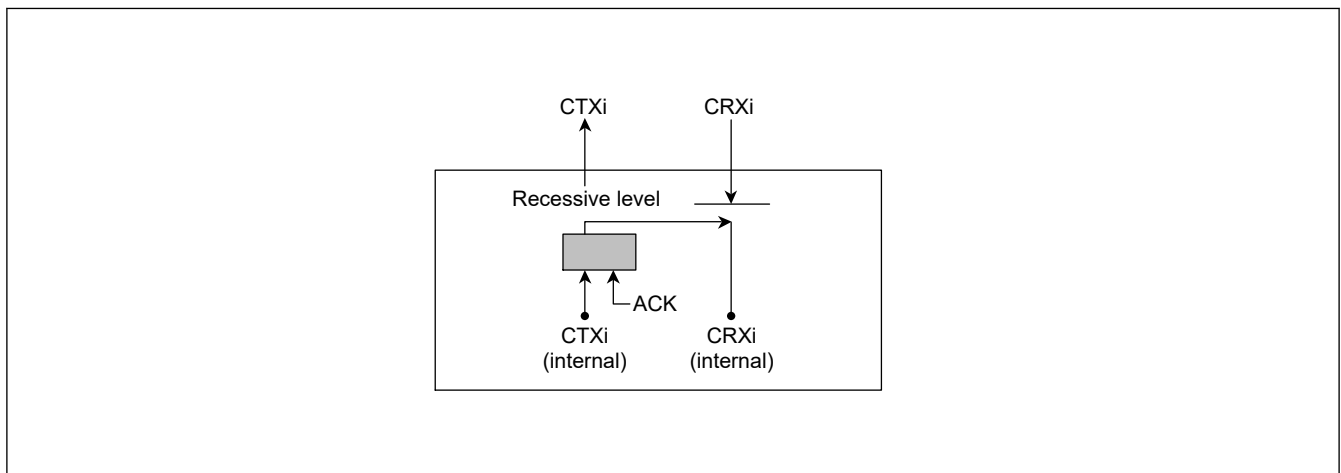 CTXi
CRXi
Recessive level
ACK
CTXi
(internal)
CRXi
(internal)